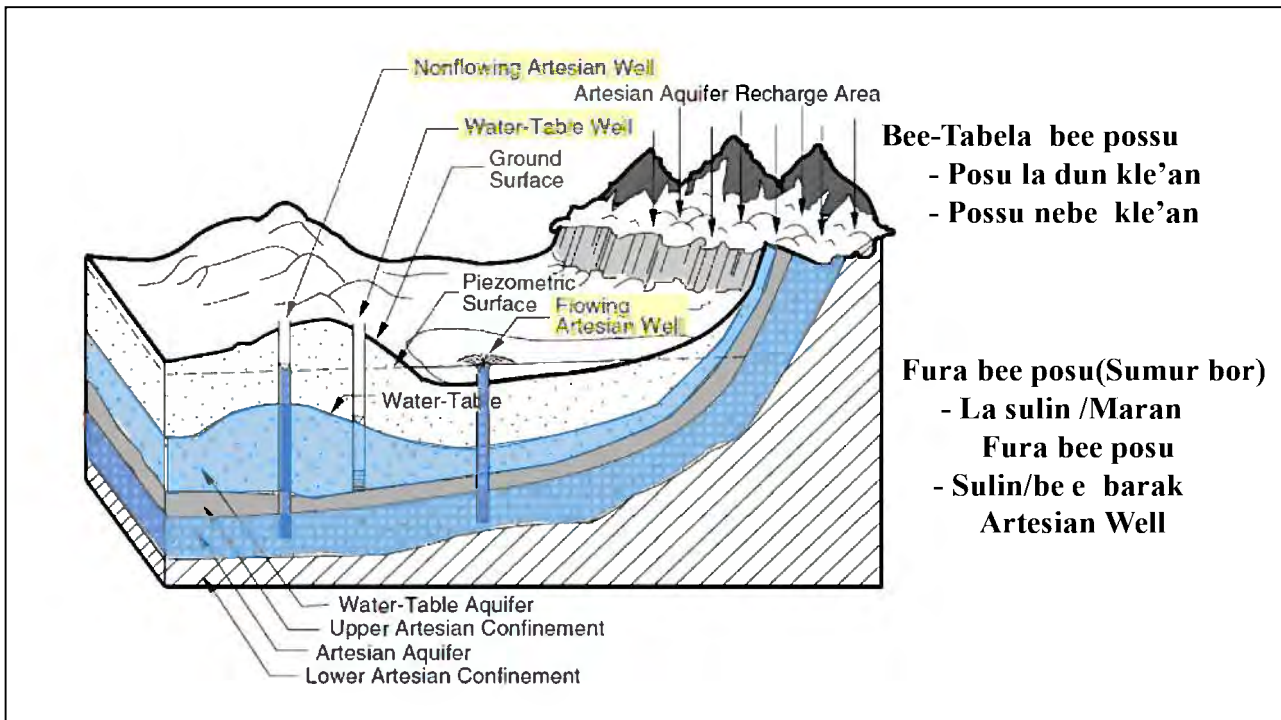 Nonflowing Artesian Well
Artesian Aquifer Recharge Area
Water-Table Well
Ground
Surface
Piezometric
Surface
Flowing
Artesian Well
Water-Table
Water-Table Aquifer
Upper Artesian Confinement
Artesian Aquifer
Lower Artesian Confinement
Bee-Tabela bee possu
- Posu la dun kle’an
- Possu nebe kle’an
Fura bee posu(Sumur bor)
- La sulin /Maran
Fura bee posu
- Sulin/be e barak
Artesian Well